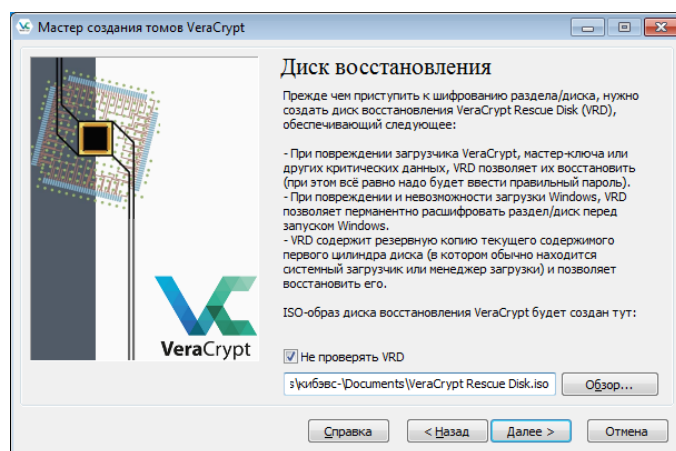 Мастер создания томов VeraCrypt
Диск восстановления
Прежде чем приступить к шифрованию раздела/диска, нужно
создать диск восстановления VeraCrypt Rescue Disk (VRD),
обеспечивающий следующее:
- При повреждении загрузчика VeraCrypt, мастер-ключа или
других критических данных, VRD позволяет их восстановить
(при этом всё равно надо будет ввести правильный пароль).
- При повреждении и невозможности загрузки Windows, VRD
позволяет перманентно расшифровать раздел/диск перед
запуском Windows.
- VRD содержит резервную копию текущего содержимого
первого цилиндра диска (в котором обычно находится
системный загрузчик или менеджер загрузки) и позволяет
восстановить его.
ISO-образ диска восстановления VeraCrypt будет создан тут:
VeraCrypt
Не проверять VRD
s\кибэвс-\Documents\VeraCrypt Rescue Disk.iso
Обзор...
Справка
< Назад
Далее >
Отмена